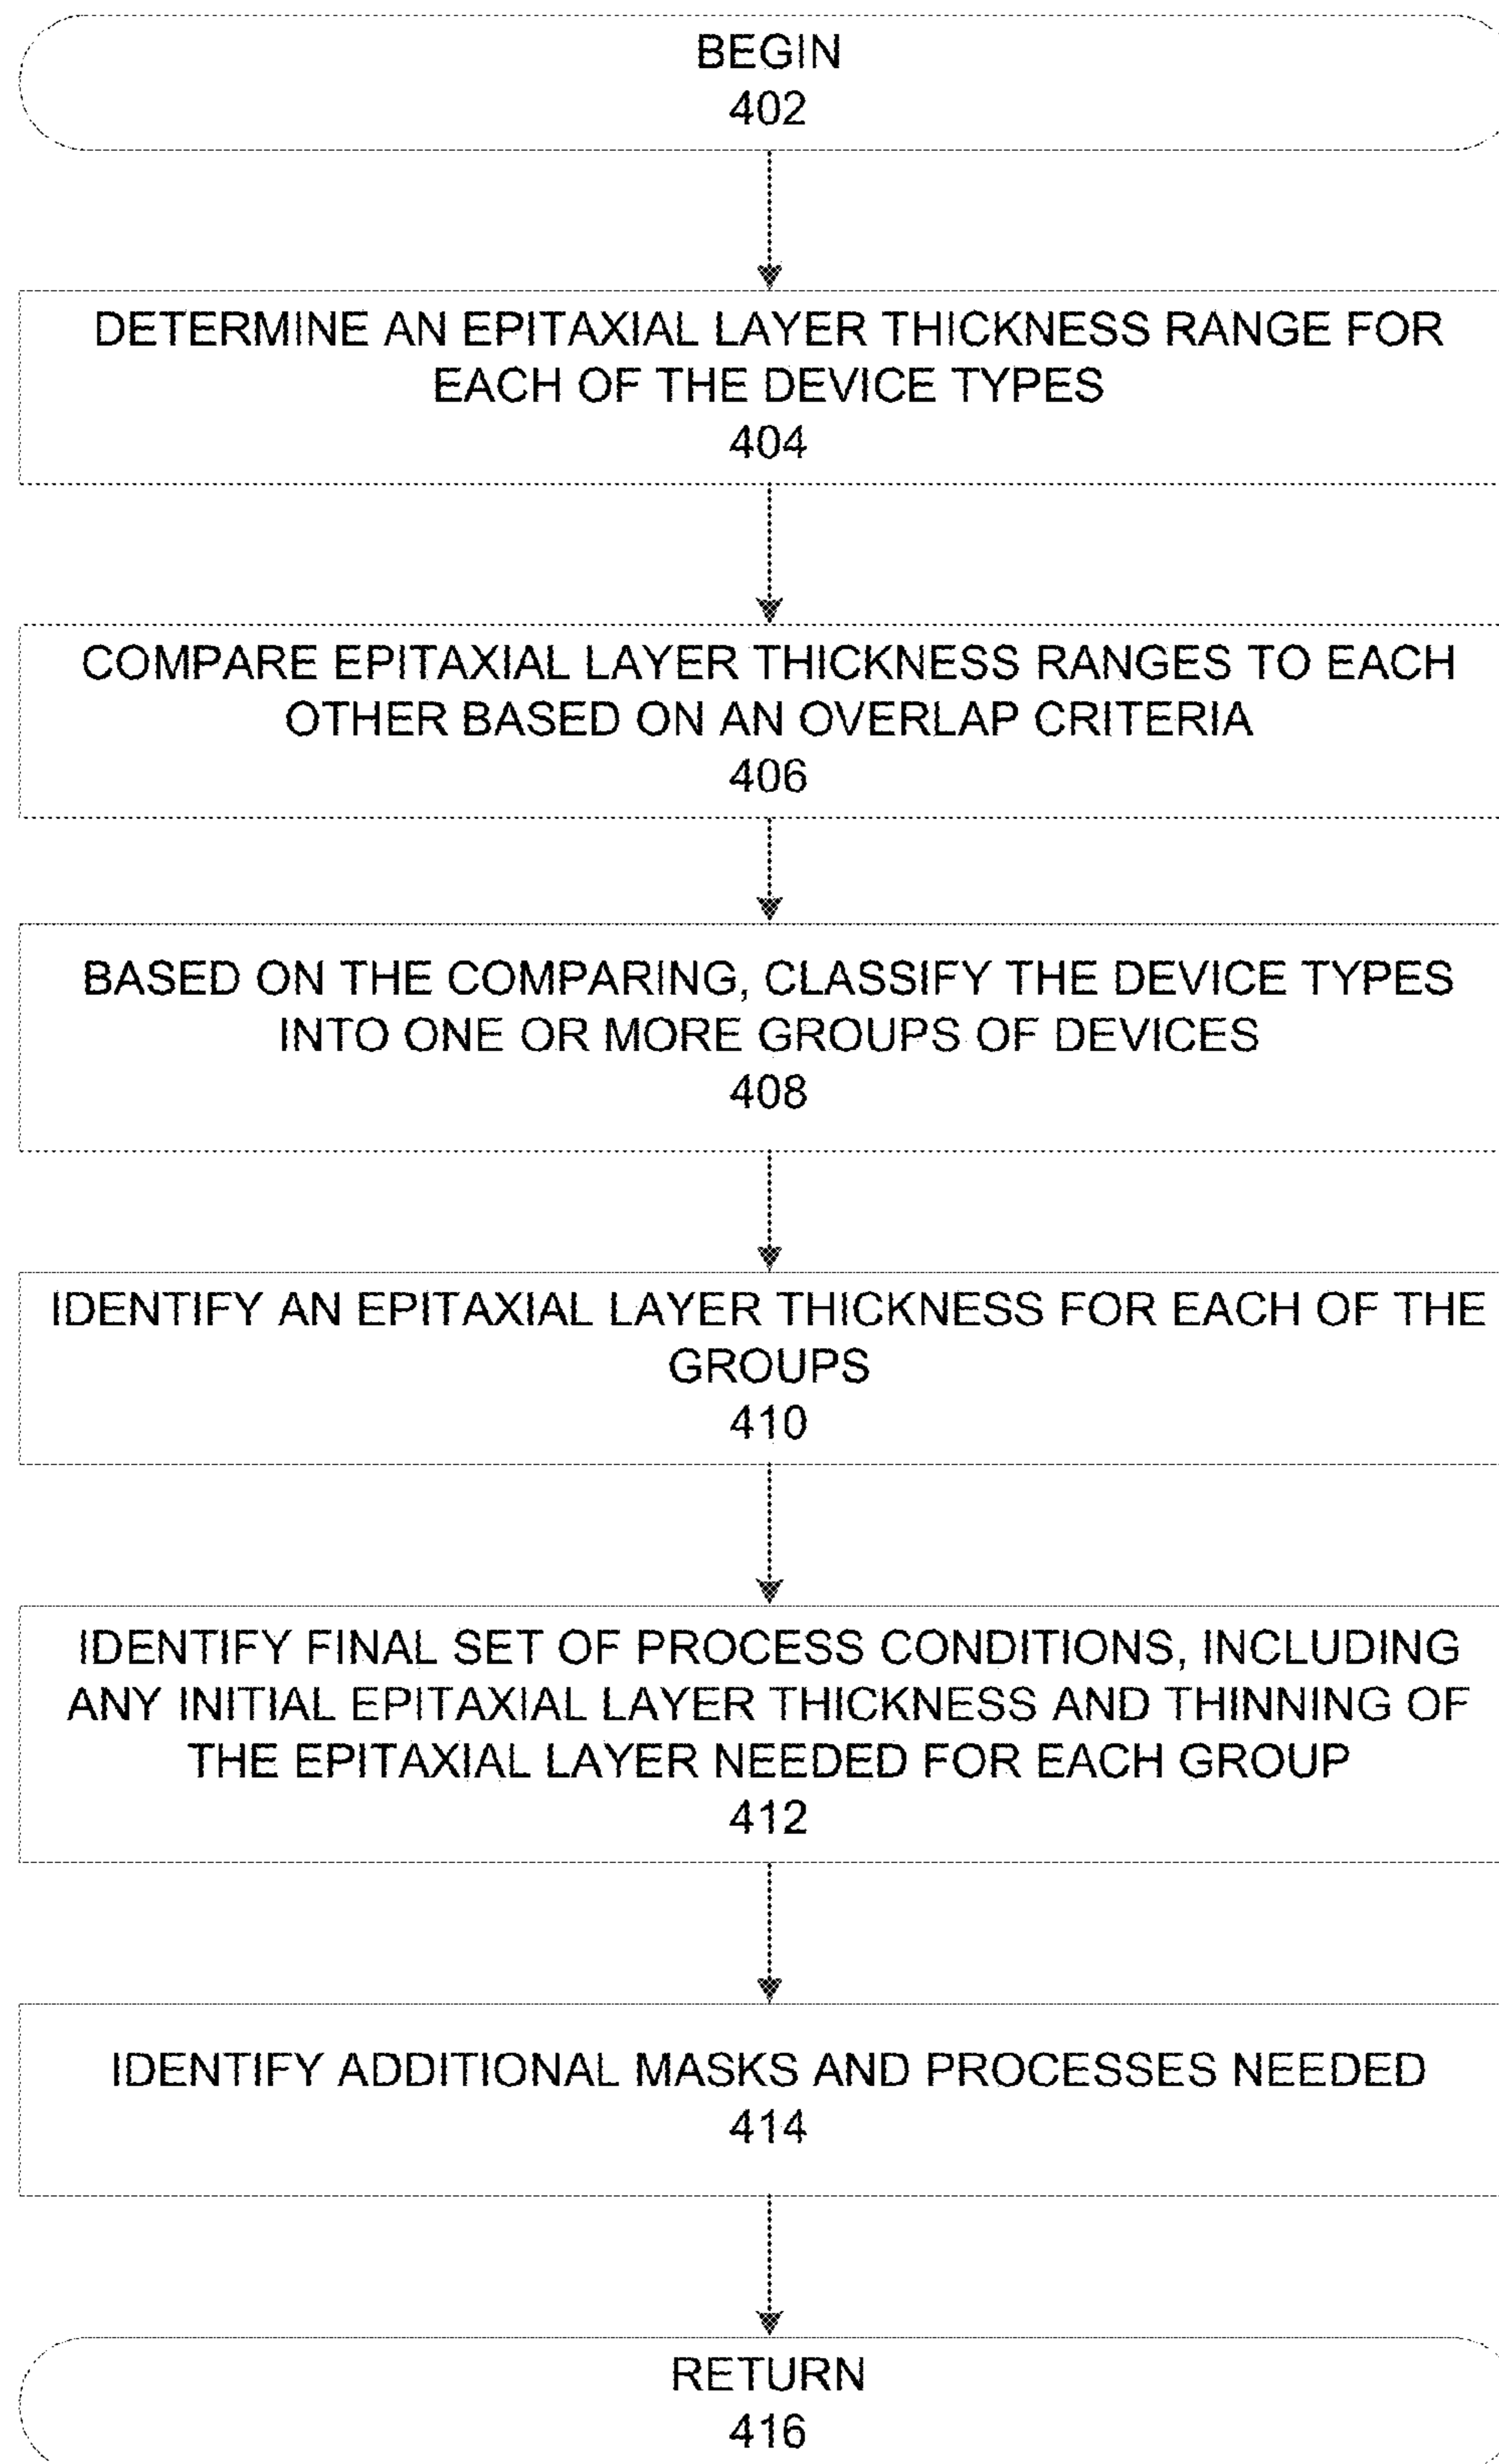 BEGIN
402
DETERMINE AN EPITAXIAL LAYER THICKNESS RANGE FOR
EACH OF THE DEVICE TYPES
404
COMPARE EPITAXIAL LAYER THICKNESS RANGES TO EACH
OTHER BASED ON AN OVERLAP CRITERIA
406
BASED ON THE COMPARING, CLASSIFY THE DEVICE TYPES
INTO ONE OR MORE GROUPS OF DEVICES
408
IDENTIFY AN EPITAXIAL LAYER THICKNESS FOR EACH OF THE
GROUPS
410
IDENTIFY FINAL SET OF PROCESS CONDITIONS, INCLUDING
ANY INITIAL EPITAXIAL LAYER THICKNESS AND THINNING OF
THE EPITAXIAL LAYER NEEDED FOR EACH GROUP
412
IDENTIFY ADDITIONAL MASKS AND PROCESSES NEEDED
414
RETURN
416